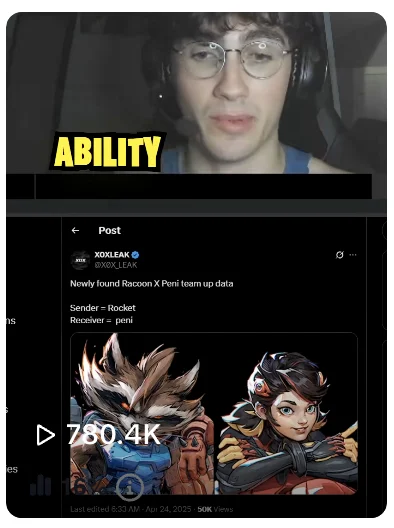 ABILITY
Post
XOXLEAK
@X0X_LEAK
Newly found Racoon X Peni team up data
Sender = Rocket
Receiver = peni
780.4K
Last edited 6:33 AM · Apr 24, 2025 · 50K Views